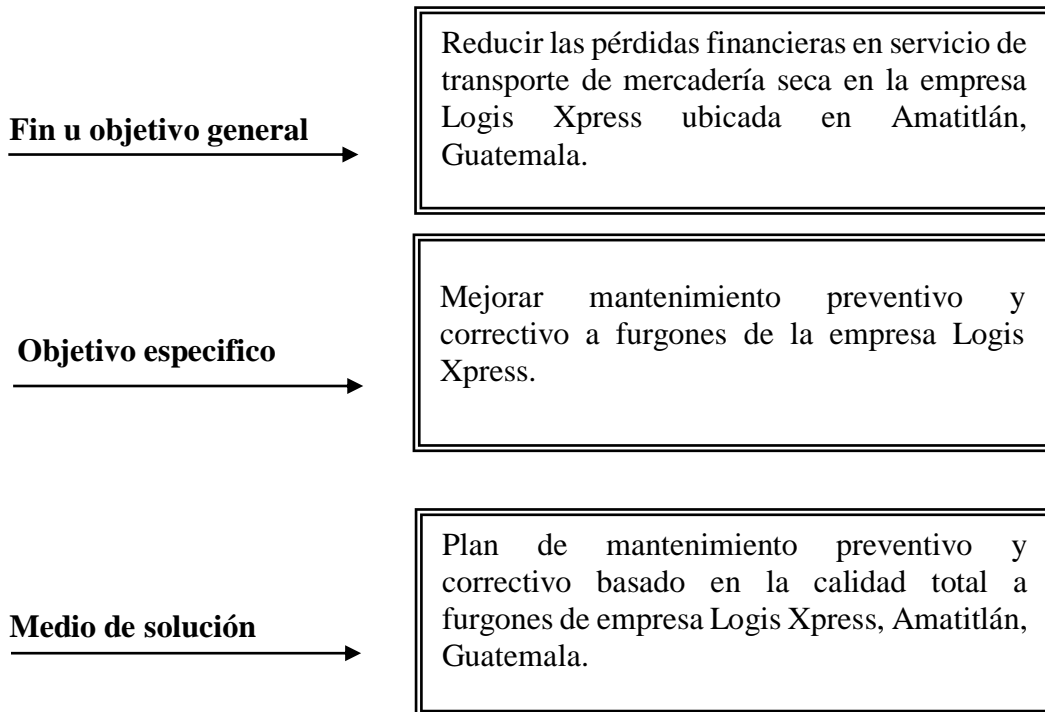 Reducir las pérdidas financieras en servicio de
transporte de mercadería seca en la empresa
Logis Xpress ubicada en Amatitlán,
Guatemala.
Fin u objetivo general
Mejorar mantenimiento preventivo y
correctivo a furgones de la empresa Logis
Xpress.
Objetivo especifico
Plan de mantenimiento preventivo y
correctivo basado en la calidad total a
furgones de empresa Logis Xpress, Amatitlán,
Guatemala.
Medio de solución